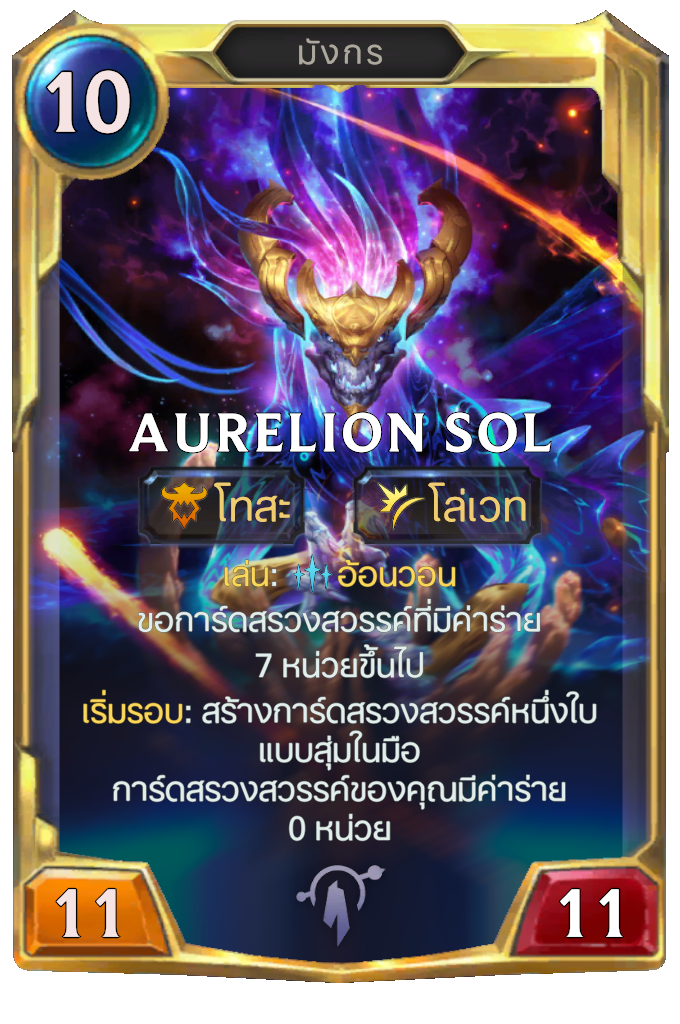 มังกร
10
AURELION SOL
โทสะ โล่เวท
เล่น: อ้อนวอน
ขอการ์ดสรวงสวรรค์ที่มีค่าร่าย
7 หน่วยขึ้นไป
เริ่มรอบ: สร้างการ์ดสรวงสวรรค์หนึ่งใบ
แบบสุ่มในมือ
การ์ดสรวงสวรรค์ของคุณมีค่าร่าย
0 หน่วย
11 11